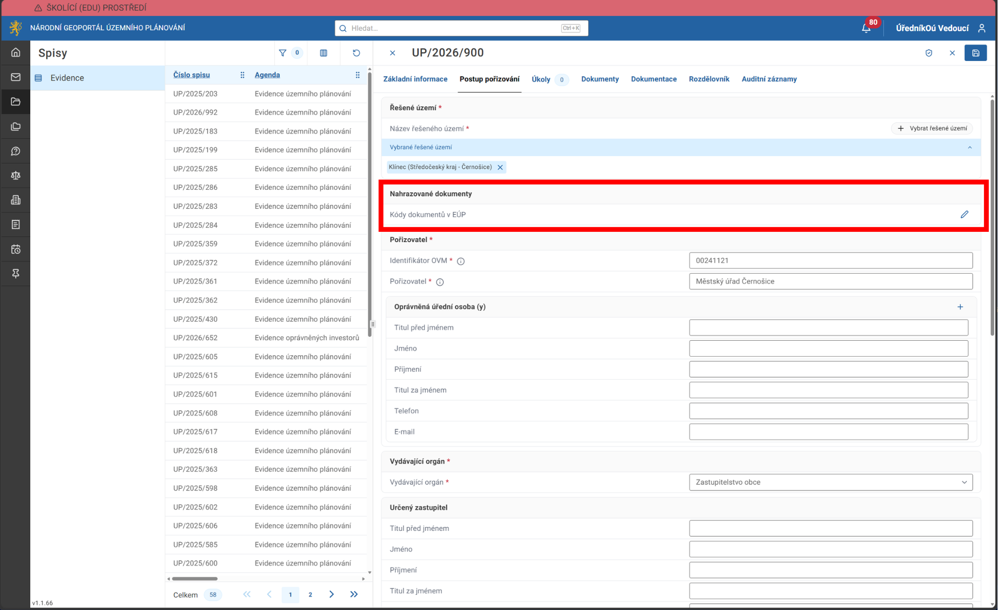 ŠKOLÍCÍ (EDU) PROSTŘEDÍ
NÁRODNÍ GEOPORTÁL ÚZEMNÍHO PLÁNOVÁNÍ
Hledat...
Ctrl+K
80
ÚředníkOú Vedoucí
Spisy
0
Evidence
Číslo spisu Agenda
UP/2025/203 Evidence územního plánování
UP/2026/992 Evidence územního plánování
UP/2025/183 Evidence územního plánování
UP/2025/199 Evidence územního plánování
UP/2025/285 Evidence územního plánování
UP/2025/286 Evidence územního plánování
UP/2025/283 Evidence územního plánování
UP/2025/284 Evidence územního plánování
UP/2025/359 Evidence územního plánování
UP/2025/372 Evidence územního plánování
UP/2025/361 Evidence územního plánování
UP/2025/362 Evidence územního plánování
UP/2025/430 Evidence územního plánování
UP/2026/652 Evidence oprávněných investorů
UP/2025/605 Evidence územního plánování
UP/2025/615 Evidence územního plánování
UP/2025/601 Evidence územního plánování
UP/2025/608 Evidence územního plánování
UP/2025/617 Evidence územního plánování
UP/2025/618 Evidence územního plánování
UP/2025/363 Evidence územního plánování
UP/2025/598 Evidence územního plánování
UP/2025/602 Evidence územního plánování
UP/2025/606 Evidence územního plánování
UP/2025/585 Evidence územního plánování
UP/2025/600 Evidence územního plánování
Celkem 58 1 2
v1.1.66
UP/2026/900
Základní informace Postup pořizování Úkoly 0 Dokumenty Dokumentace Rozdělovník Auditní záznamy
Řešené území *
Název řešeného území * Vybrat řešené území
Vybrané řešené území
Klínec (Středočeský kraj - Černošice)
Nahrazované dokumenty
Kódy dokumentů v EÚP
Pořizovatel *
Identifikátor OVM * 00241121
Pořizovatel * Městský úřad Černošice
Oprávněná úřední osoba (y)
Titul před jménem
Jméno
Příjmení
Titul za jménem
Telefon
E-mail
Vydávající orgán *
Vydávající orgán * Zastupitelstvo obce
Určený zastupitel
Titul před jménem
Jméno
Příjmení
Titul za jménem